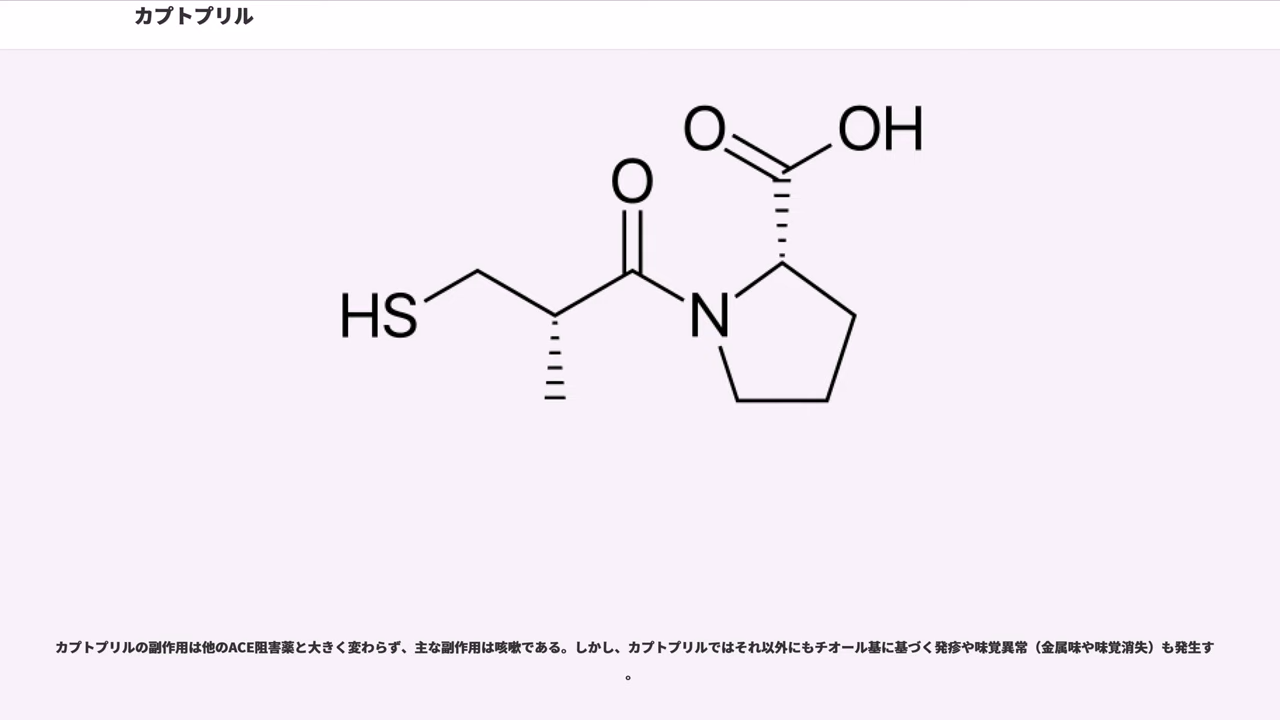 カプトプリル
O
OH
O
HS
N
カプトプリルの副作用は他のACE阻害薬と大きく変わらず、主な副作用は咳嗽である。しかし、カプトプリルではそれ以外にもチオール基に基づく発疹や味覚異常（金属味や味覚消失）も発生す
。